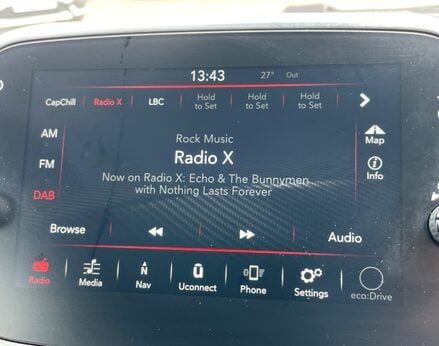 13:43 27° Out
CapChill Radio X LBC Hold to Set Hold to Set Hold to Set
AM
Rock Music
Map
Radio X
FM
Now on Radio X: Echo & The Bunnymen
Info
with Nothing Lasts Forever
DAB
Browse Audio
Radio Media Nav Uconnect Phone Settings eco:Drive
N